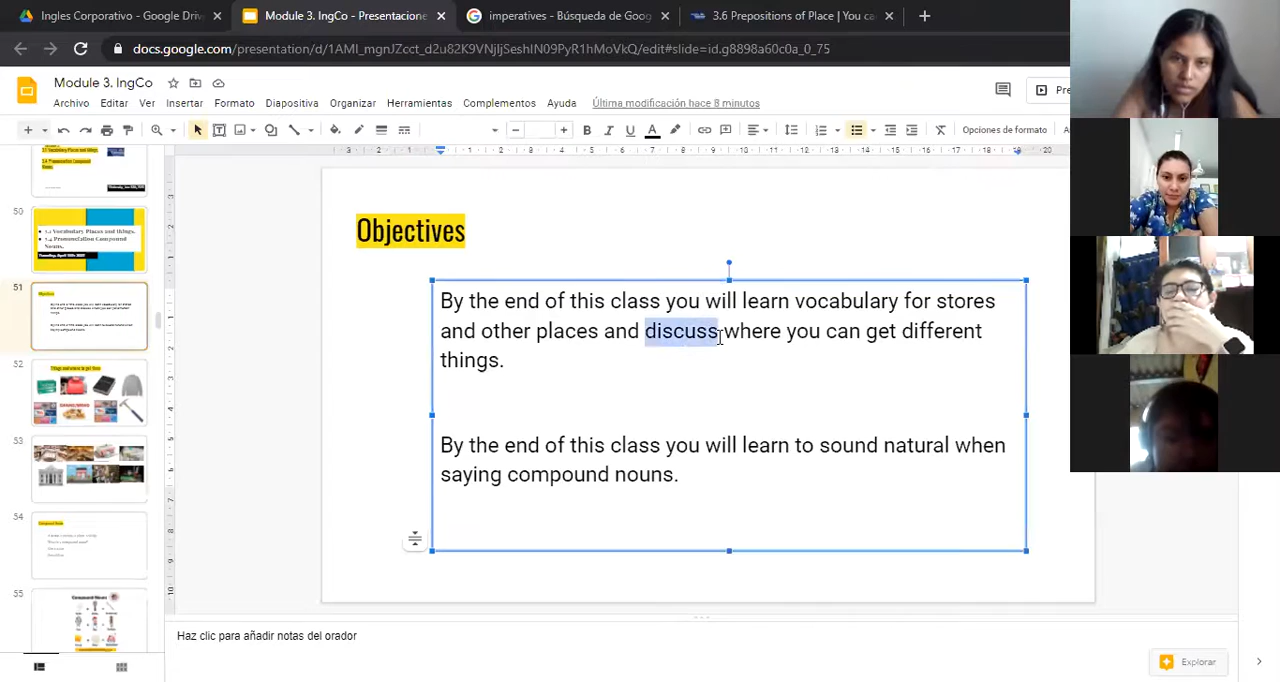 Ingles Corporativo - Google Driv
Module 3. IngCo - Presentacione
imperatives - Búsqueda de Goog
3.6 Prepositions of Place | You ca
docs.google.com/presentation/d/1AMI_mgnJZcct_d2u82K9VNjIjSeshIN09PyR1hMoVkQ/edit#slide=id.g8898a60c0a_0_75
Module 3. IngCo
Archivo Editar Ver Insertar Formato Diapositiva Organizar Herramientas Complementos Ayuda Última modificación hace 8 minutos
Pre
Opciones de formato
Objectives
By the end of this class you will learn vocabulary for stores
and other places and discuss where you can get different
things.
By the end of this class you will learn to sound natural when
saying compound nouns.
50
51
52
53
54
55
Haz clic para añadir notas del orador
Explorar